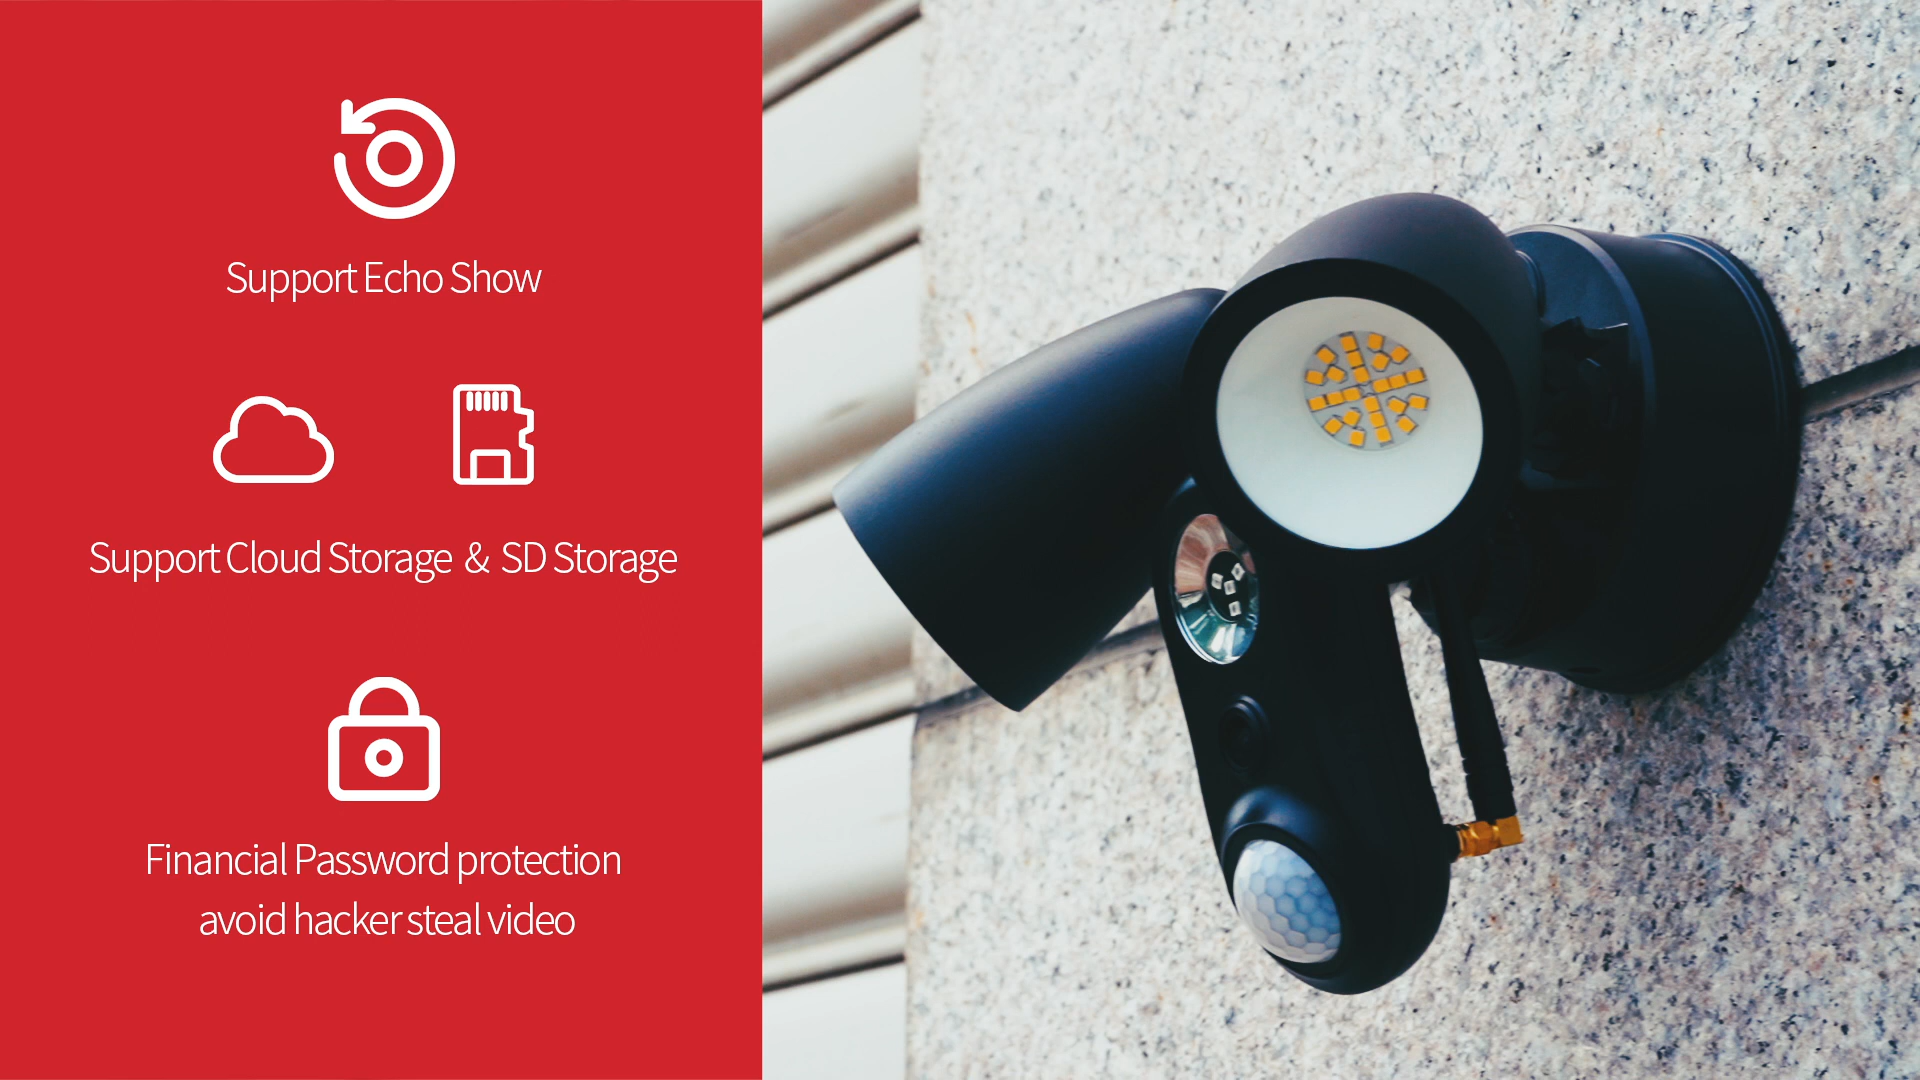 Support Echo Show
Support Cloud Storage & SD Storage
Financial Password protection
avoid hacker steal video